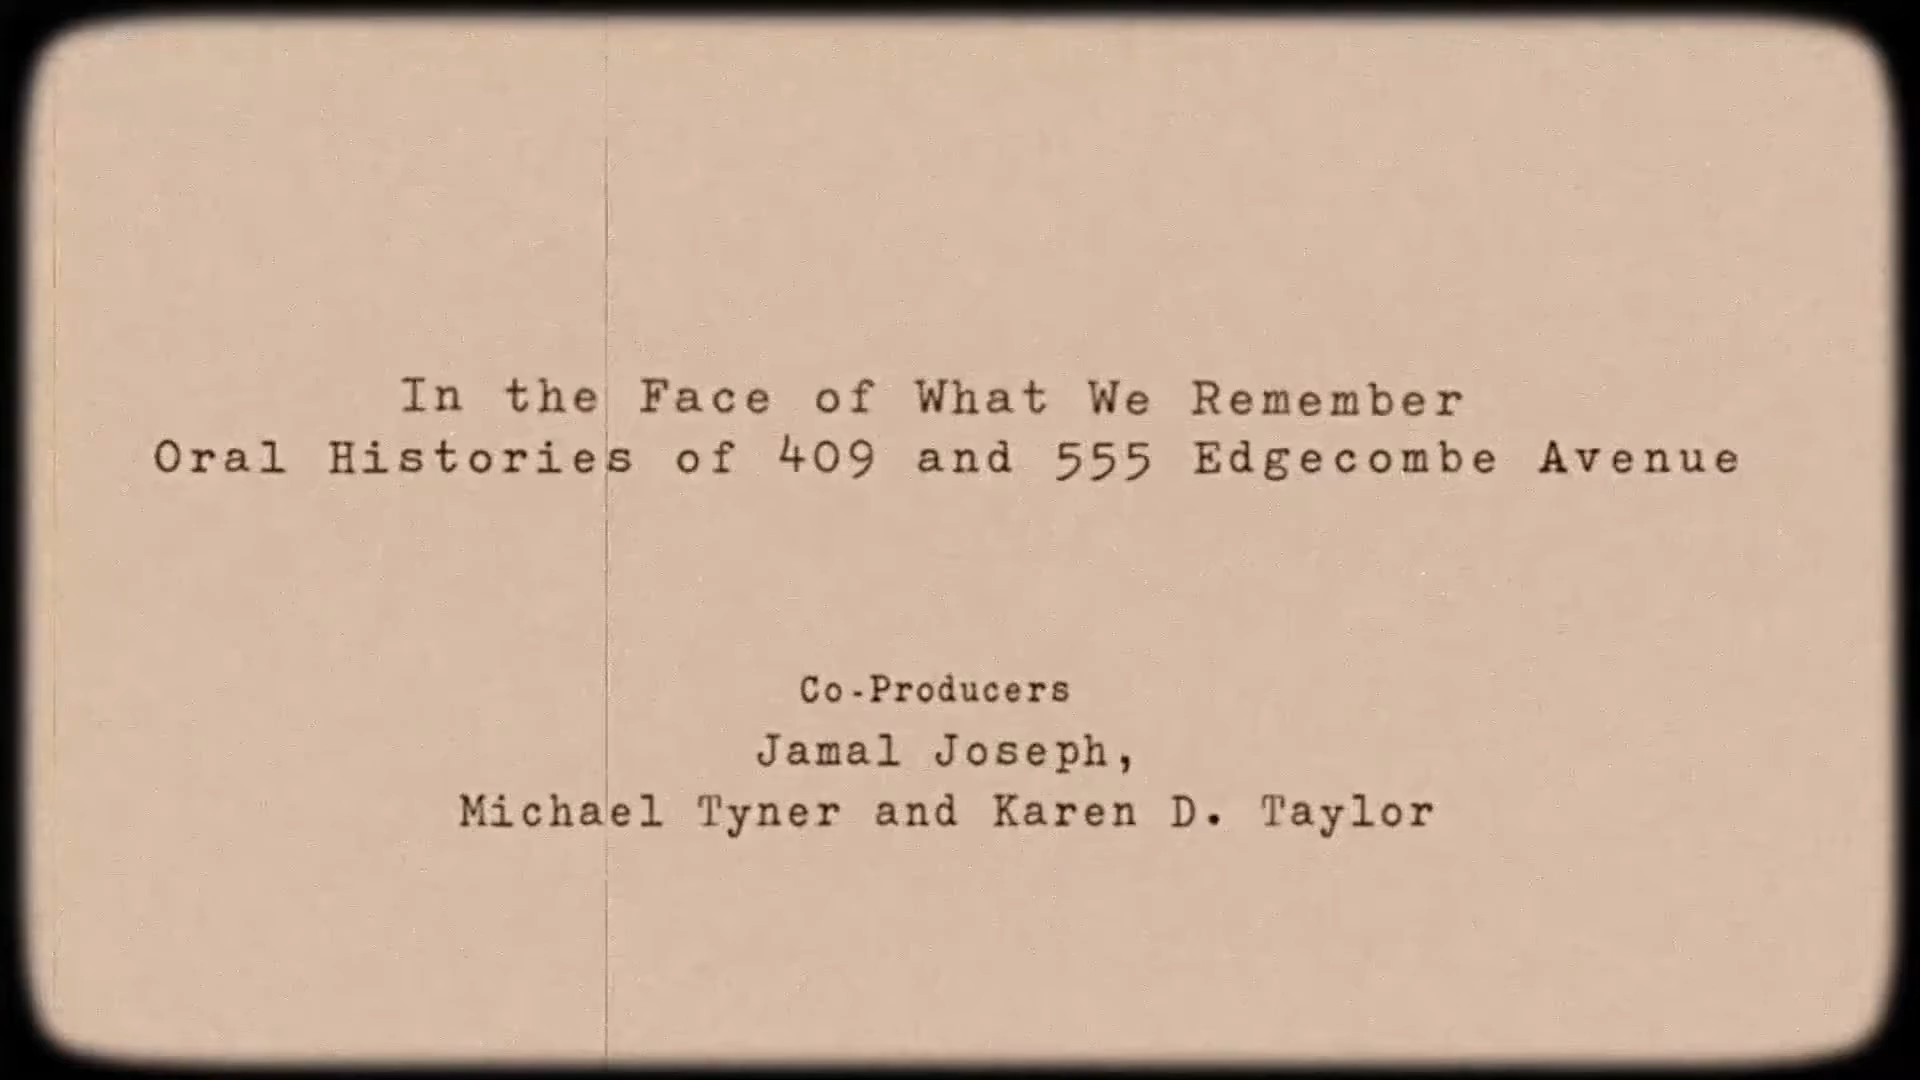 In the Face of What We Remember
Oral Histories of 409 and 555 Edgecombe Avenue
Co-Producers
Jamal Joseph,
Michael Tyner and Karen D. Taylor